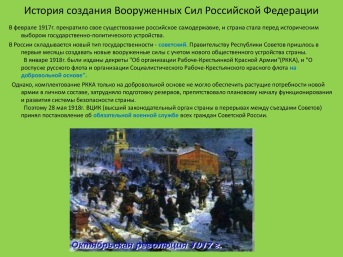 История создания Вооруженных Сил Российской Федерации
В феврале 1917г. прекратило свое существование российское самодержавие, и страна стала перед историческим
выбором государственно-политического устройства.
В России складывается новый тип государственности - советский. Правительству Республики Советов пришлось в
первые месяцы создавать новые вооруженные силы с учетом нового общественного устройства страны.
В январе 1918г. были изданы декреты "Об организации Рабоче-Крестьянской Красной Армии"(РККА), и "О
роспуске русского флота и организации Социалистического Рабоче-Крестьянского Красного флота на
добровольной основе".
Однако, комплектование РККА только на добровольной основе не могло обеспечить растущие потребности новой
армии в личном составе, затрудняло подготовку резервов, препятствовало плановому началу функционирования
и развития системы безопасности страны.
Поэтому 28 мая 1918г. ВЦИК (высший законодательный орган страны в перерывах между съездами Советов)
принял постановление об обязательной военной службе всех граждан Советской России.
Октябрьская революция 1917 г.